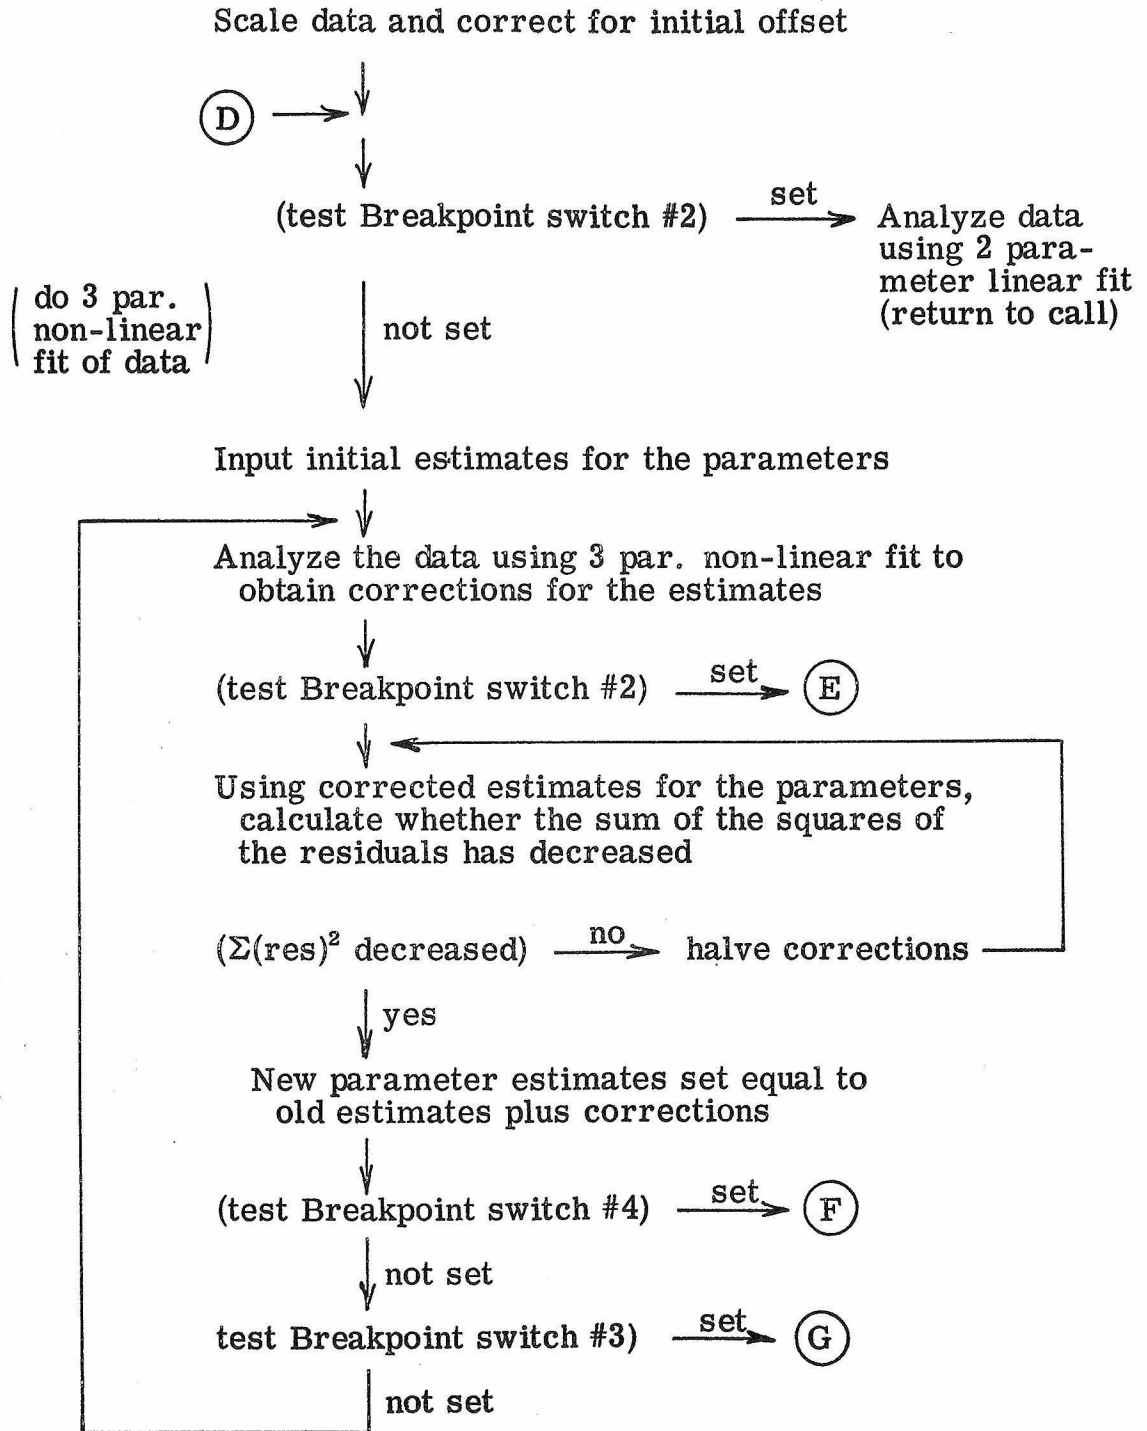 Scale data and correct for initial offset
D
(test Breakpoint switch #2)
set
Analyze data
using 2 para-
meter linear fit
(return to call)
do 3 par.
non-linear
fit of data
not set
Input initial estimates for the parameters
Analyze the data using 3 par. non-linear fit to
obtain corrections for the estimates
(test Breakpoint switch #2)
set
E
Using corrected estimates for the parameters,
calculate whether the sum of the squares of
the residuals has decreased
(Σ(res)² decreased)
no
halve corrections
yes
New parameter estimates set equal to
old estimates plus corrections
(test Breakpoint switch #4)
set
F
not set
test Breakpoint switch #3)
set
G
not set